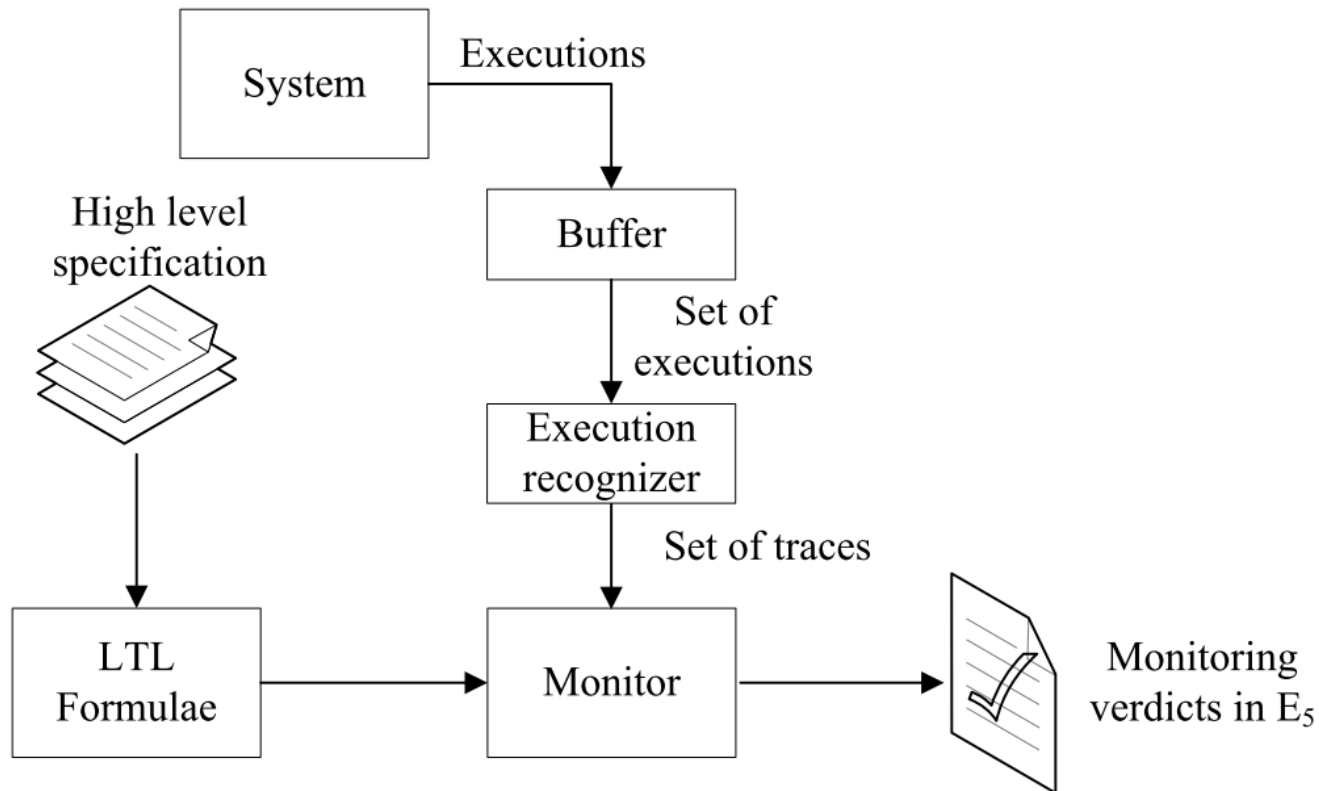 System
Executions
High level
specification
Buffer
Set of
executions
Execution
recognizer
Set of traces
LTL
Formulae
Monitor
Monitoring
verdicts in E₅